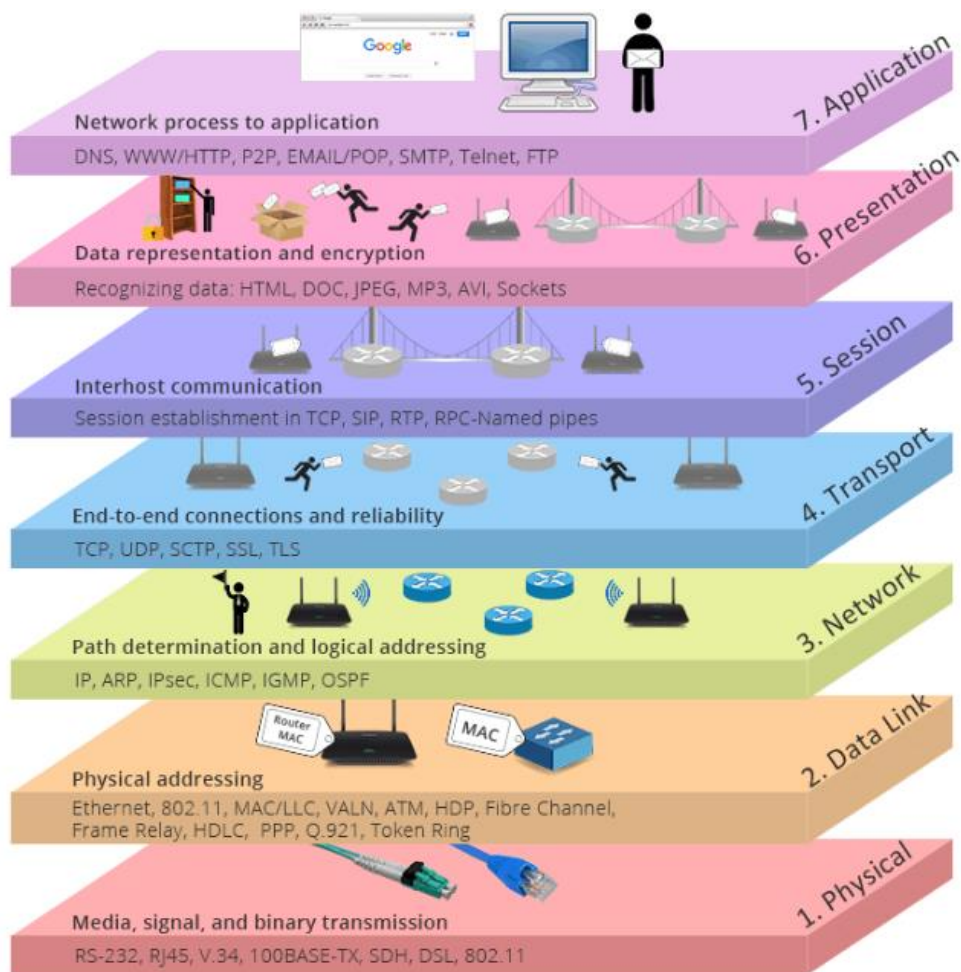 Google
7. Application
Network process to application
DNS, WWW/HTTP, P2P, EMAIL/POP, SMTP, Telnet, FTP
6. Presentation
Data representation and encryption
Recognizing data: HTML, DOC, JPEG, MP3, AVI, Sockets
5. Session
Interhost communication
Session establishment in TCP, SIP, RTP, RPC-Named pipes
4. Transport
End-to-end connections and reliability
TCP, UDP, SCTP, SSL, TLS
3. Network
Path determination and logical addressing
IP, ARP, IPsec, ICMP, IGMP, OSPF
2. Data Link
Router
MAC
MAC
Physical addressing
Ethernet, 802.11, MAC/LLC, VALN, ATM, HDP, Fibre Channel,
Frame Relay, HDLC, PPP, Q.921, Token Ring
1. Physical
Media, signal, and binary transmission
RS-232, RJ45, V.34, 100BASE-TX, SDH, DSL, 802.11